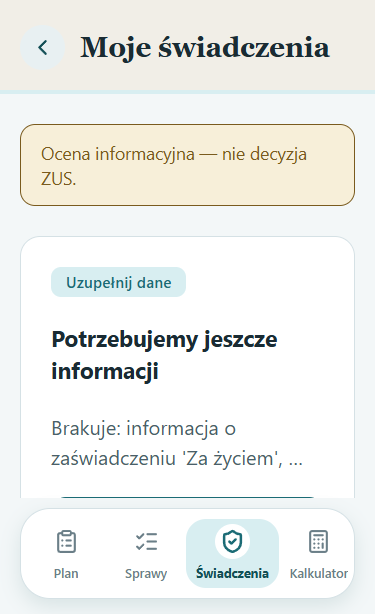 Moje świadczenia
Ocena informacyjna — nie decyzja
ZUS.
Uzupełnij dane
Potrzebujemy jeszcze
informacji
Brakuje: informacja o
zaświadczeniu 'Za życiem', ...
Plan
Sprawy
Świadczenia
Kalkulator